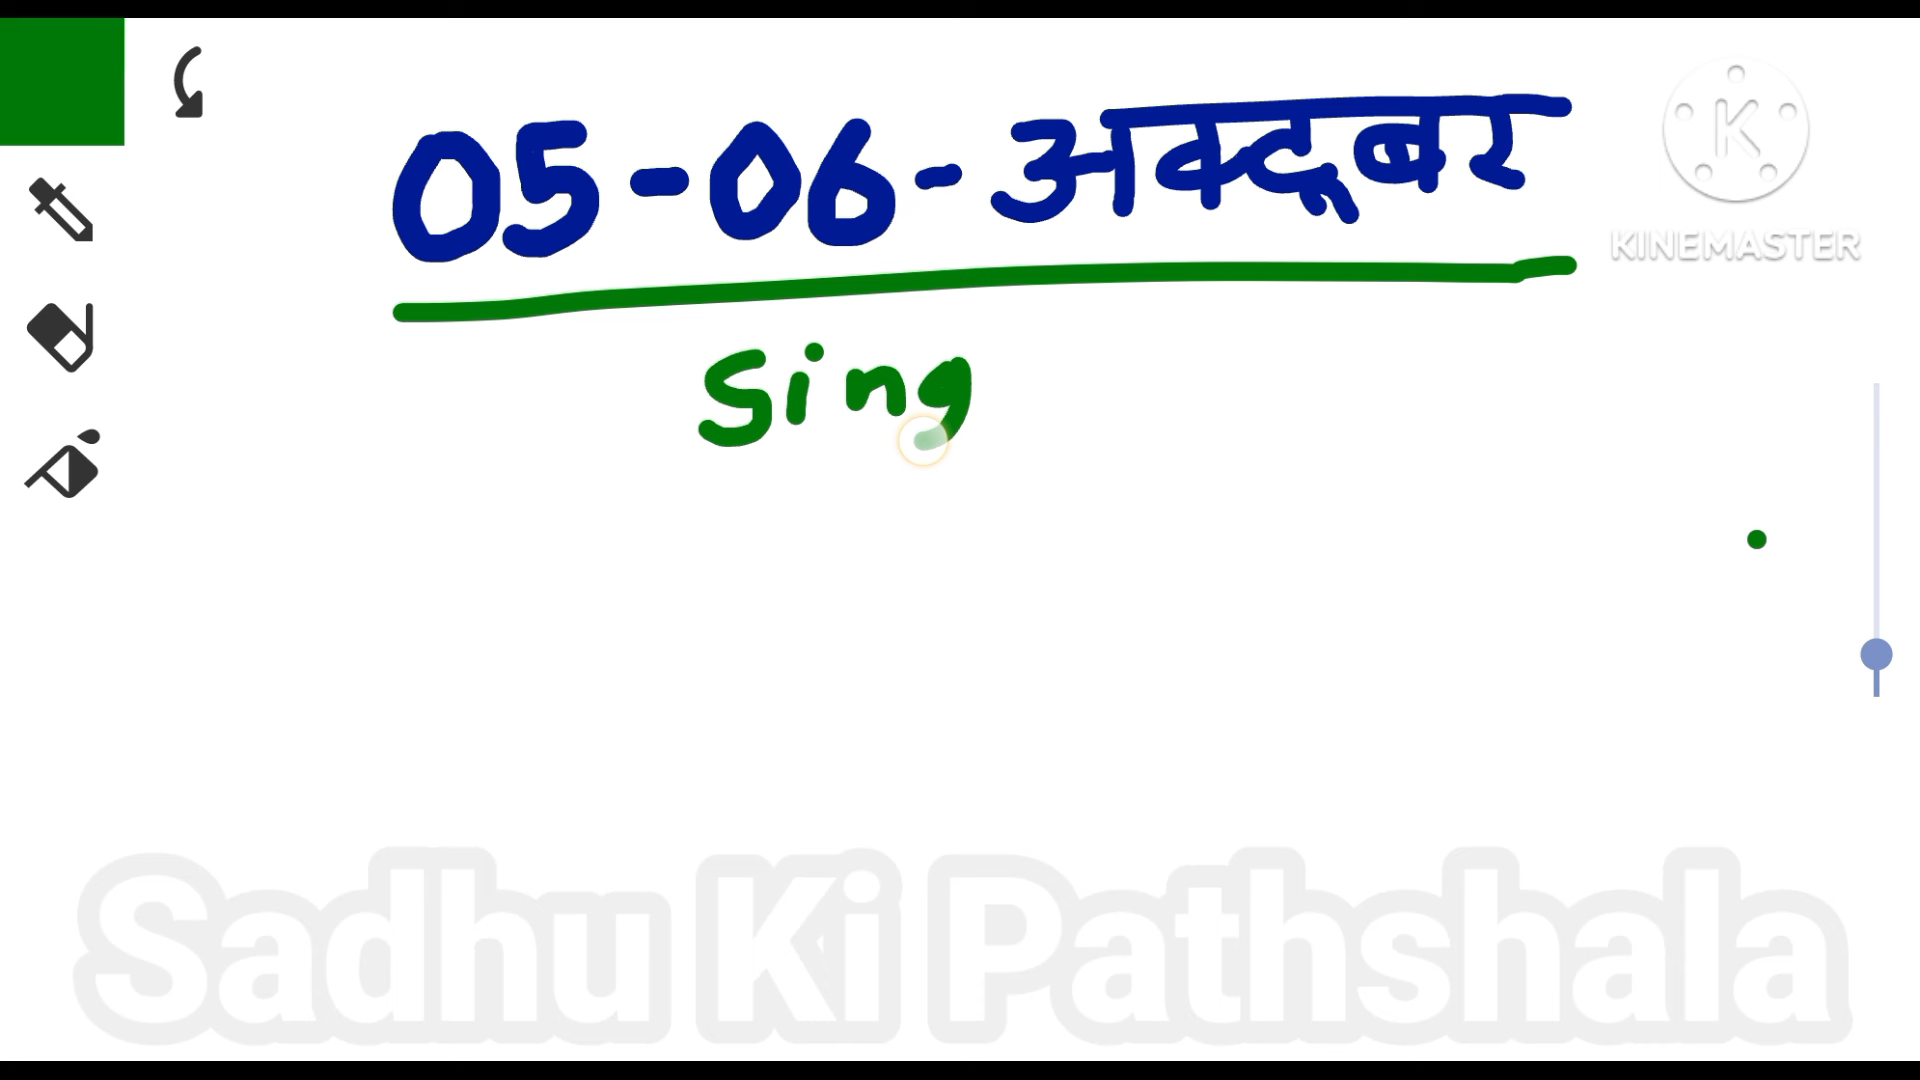 05-06-अक्टूबर
K
KINEMASTER
Sing
Sadhu Ki Pathshala